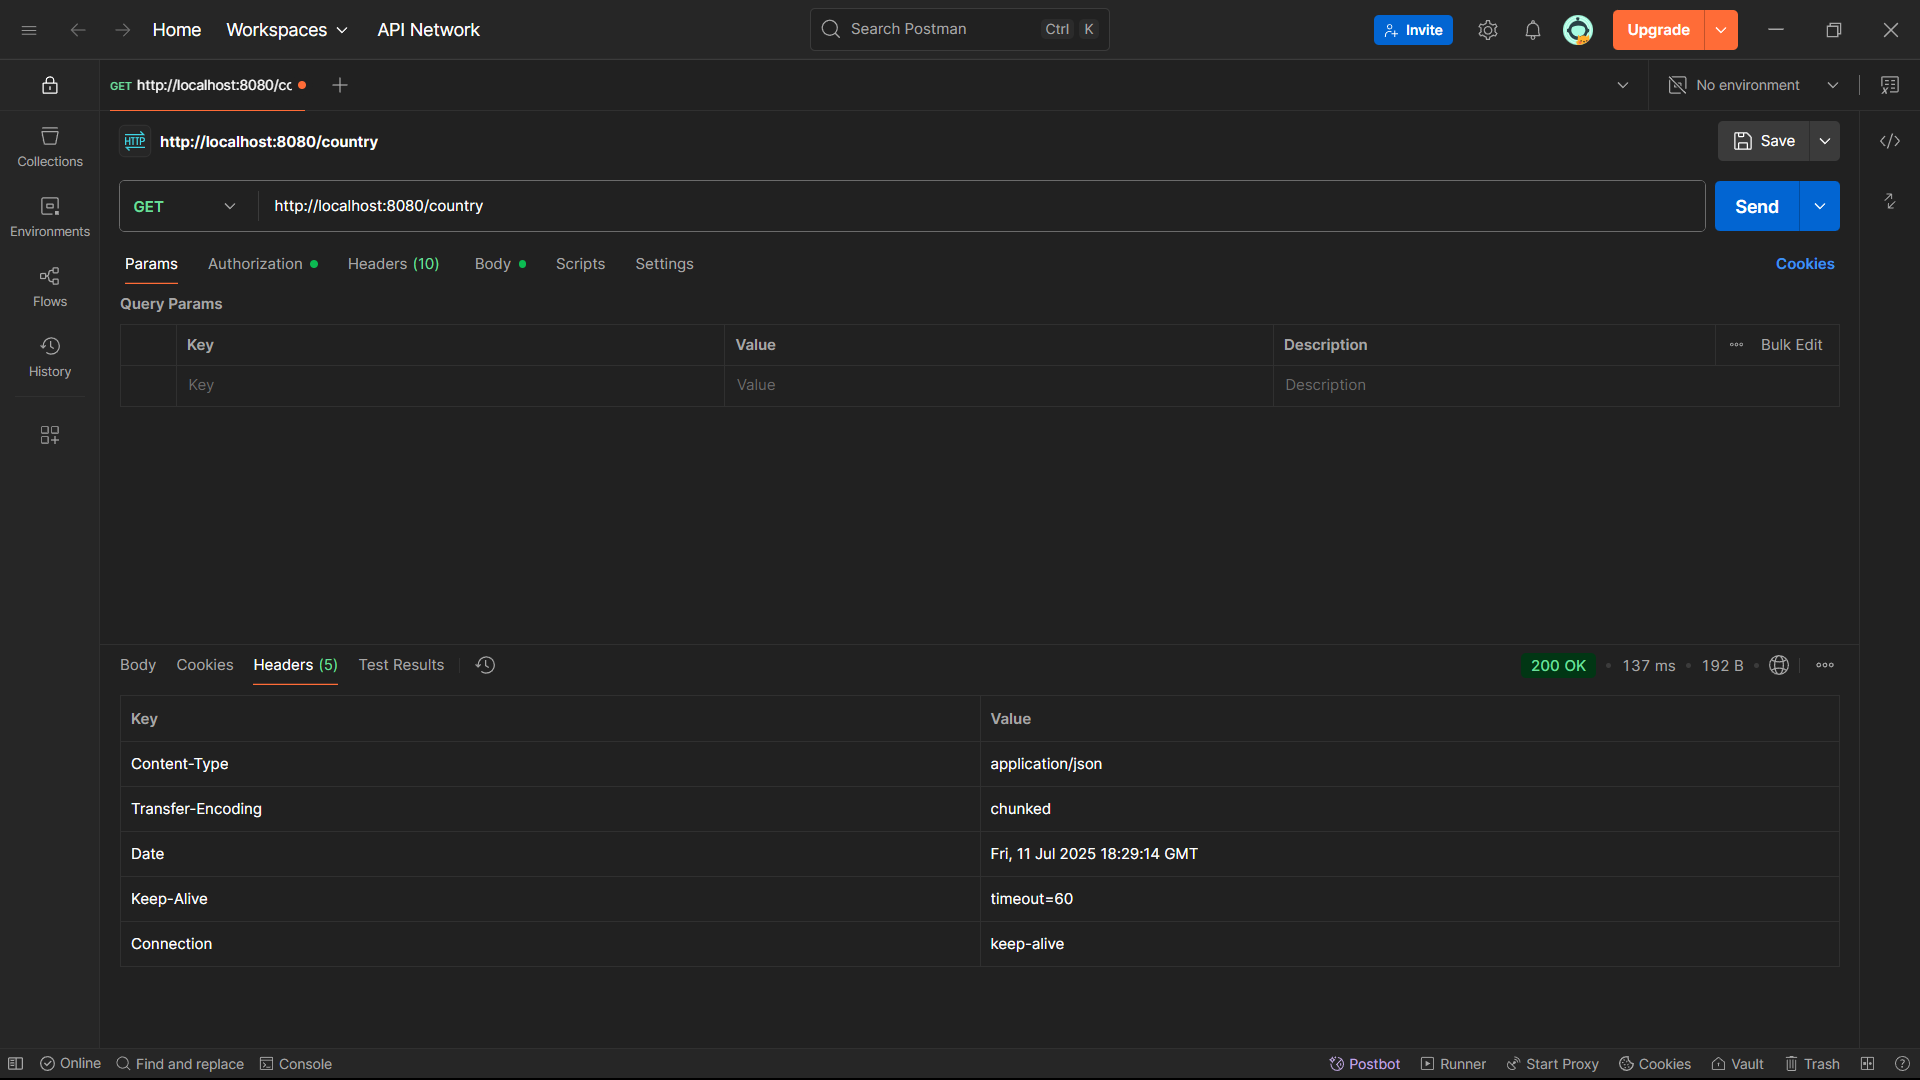 Home Workspaces API Network Search Postman Ctrl K Invite Upgrade
GET http://localhost:8080/cc No environment
HTTP http://localhost:8080/country Save
Collections
GET http://localhost:8080/country Send
Environments
Params Authorization Headers (10) Body Scripts Settings Cookies
Flows
Query Params
Key Value Description Bulk Edit
History
Key Value Description
Body Cookies Headers (5) Test Results 200 OK 137 ms 192 B
Key Value
Content-Type application/json
Transfer-Encoding chunked
Date Fri, 11 Jul 2025 18:29:14 GMT
Keep-Alive timeout=60
Connection keep-alive
Online Find and replace Console Postbot Runner Start Proxy Cookies Vault Trash